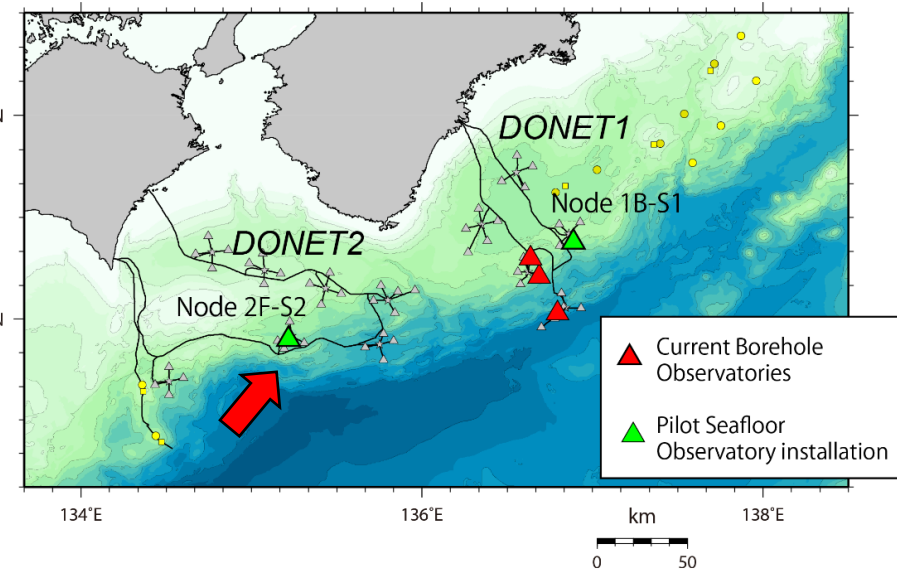 DONET1
Node 1B-S1
DONET2
Node 2F-S2
Current Borehole
Observatories
Pilot Seafloor
Observatory installation
134°E
136°E
138°E
km
0
50